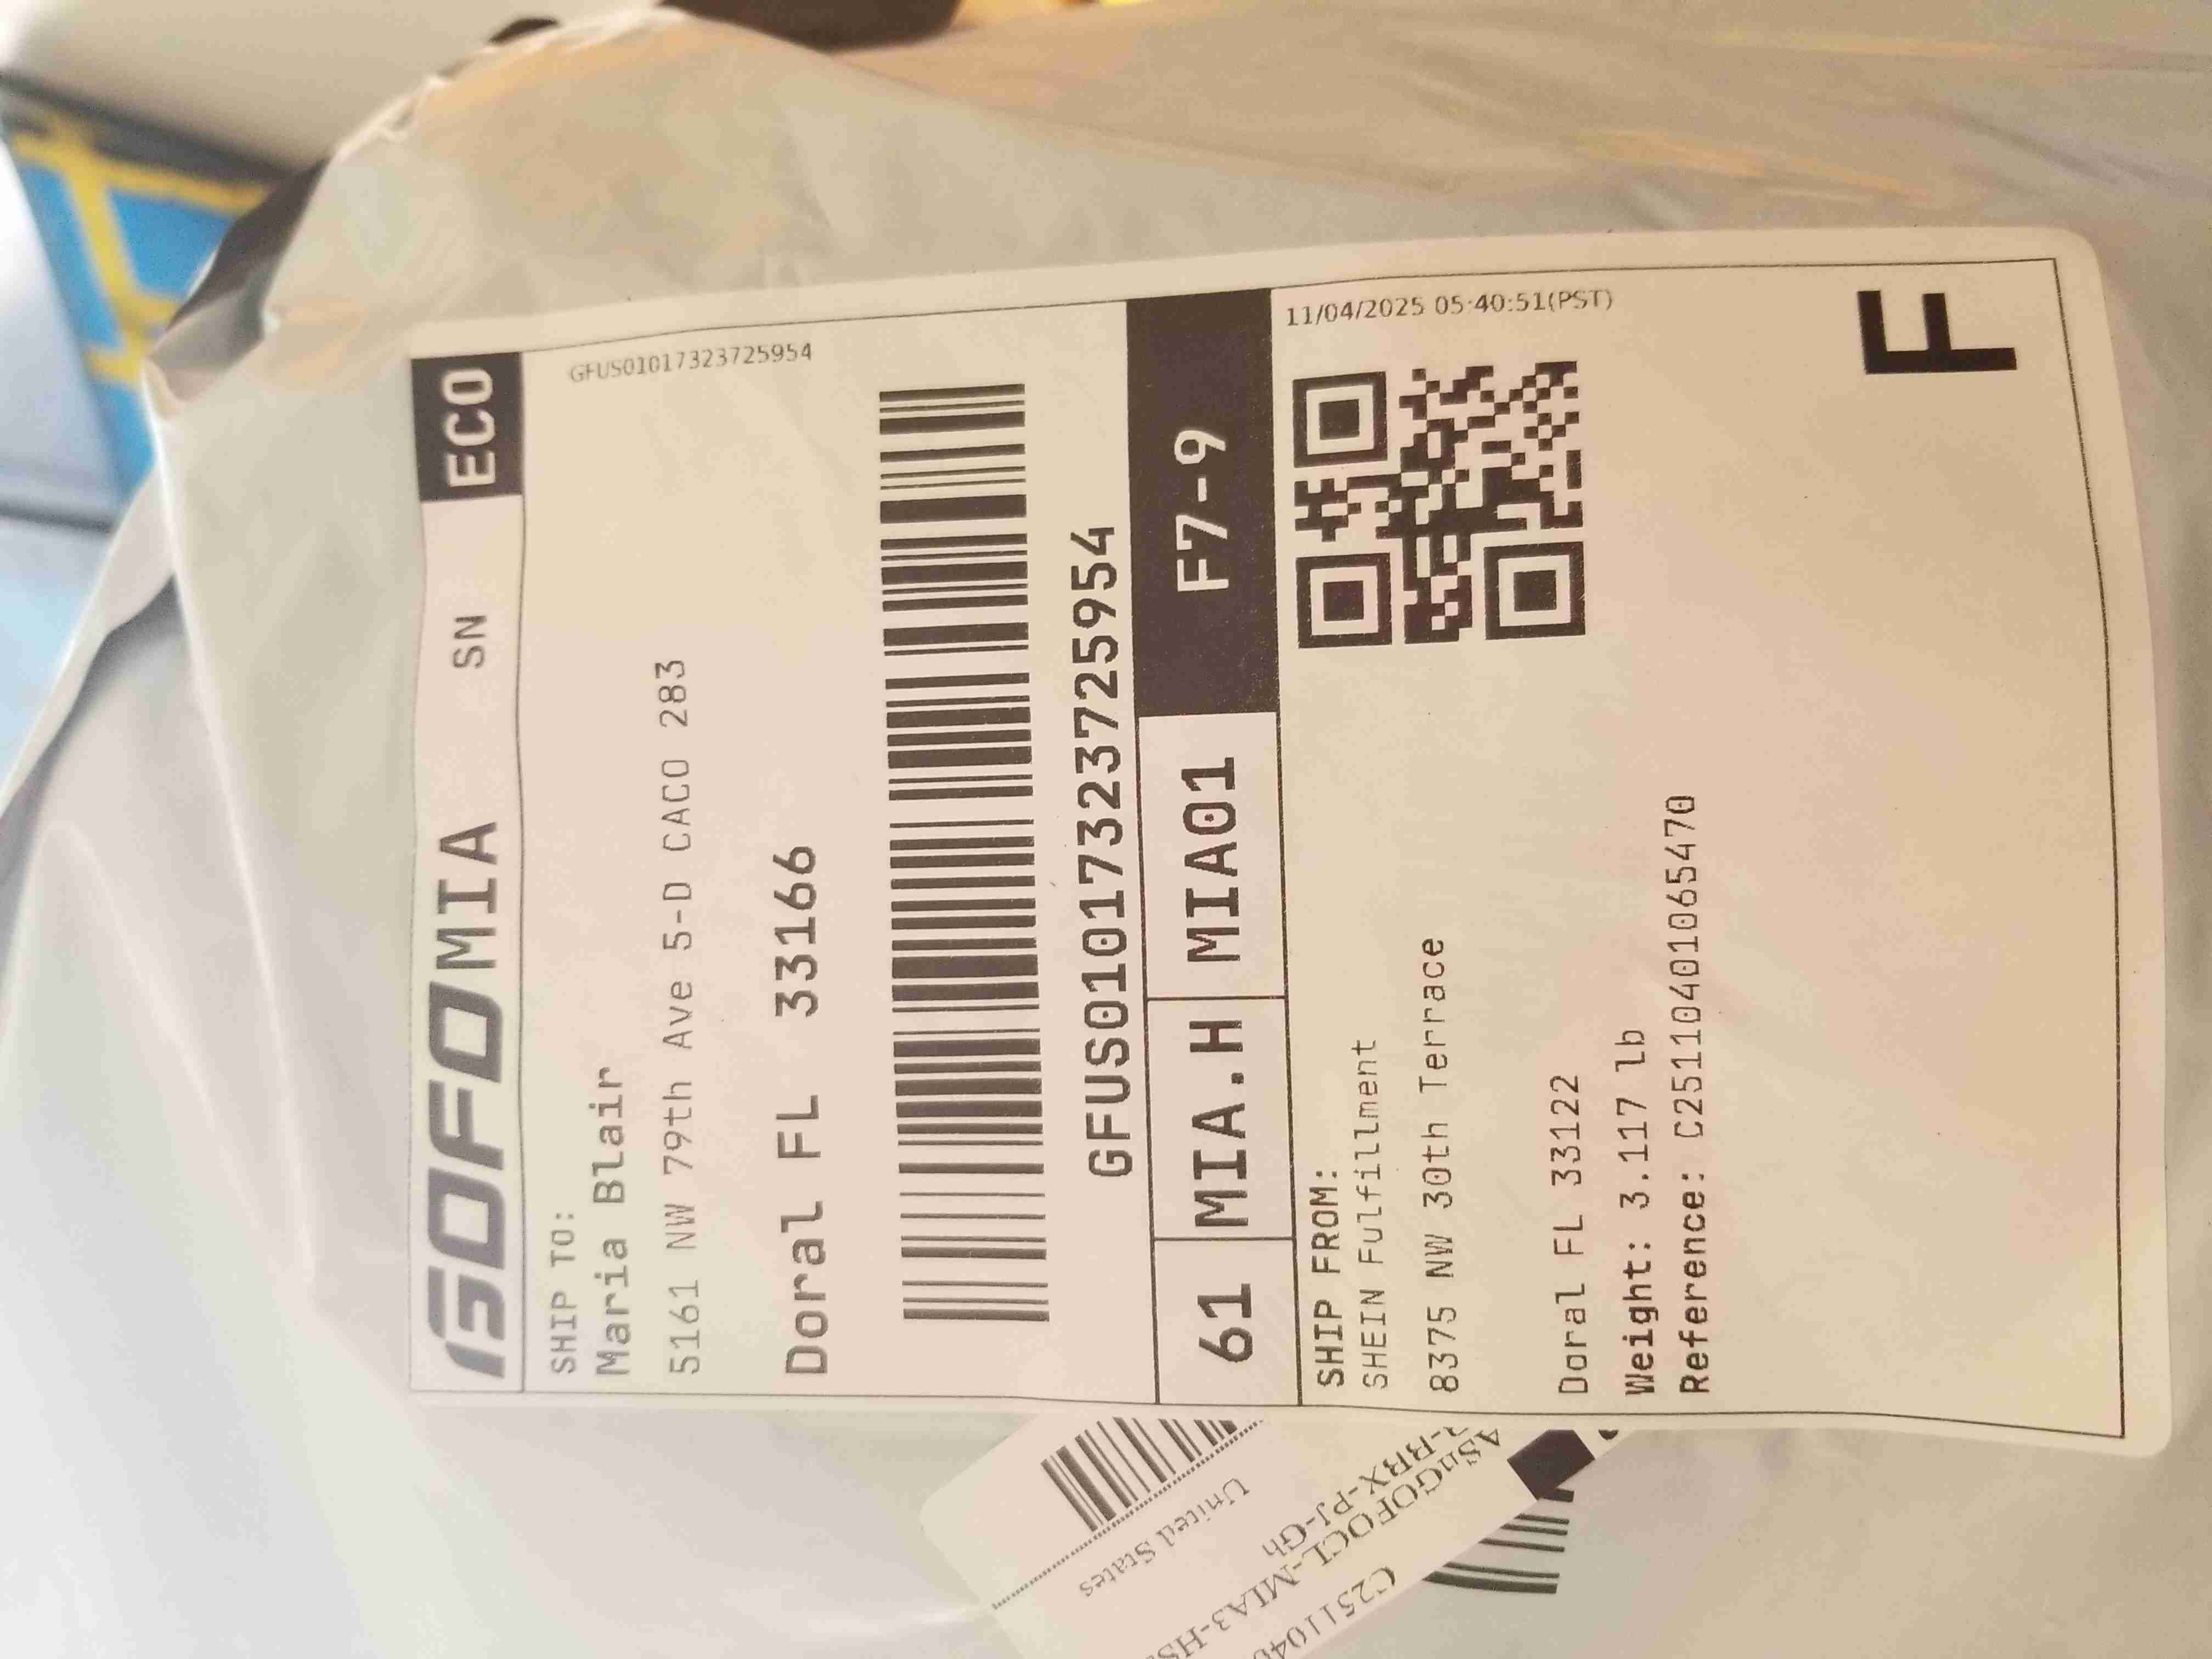 GOFO MIA SN ECO
GFUS01017323725954
SHIP TO:
Maria Blair
5161 NW 79th Ave 5-D CACO 283
Doral FL 33166
GFUS01017323725954
61 MIA.H MIA01 F7-9
11/04/2025 05:40:51(PST)
SHIP FROM:
SHEIN Fulfillment
8375 NW 30th Terrace
Doral FL 33122
Weight: 3.117 lb
Reference: C2511040106547​0
F
United States